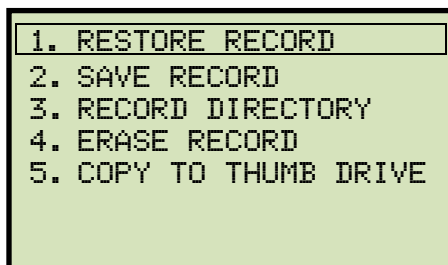 1. RESTORE RECORD
2. SAVE RECORD
3. RECORD DIRECTORY
4. ERASE RECORD
5. COPY TO THUMB DRIVE